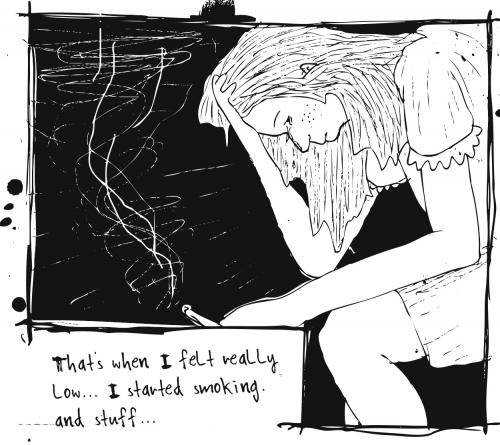 That's when I felt really
Low... I started smoking.
and stuff...